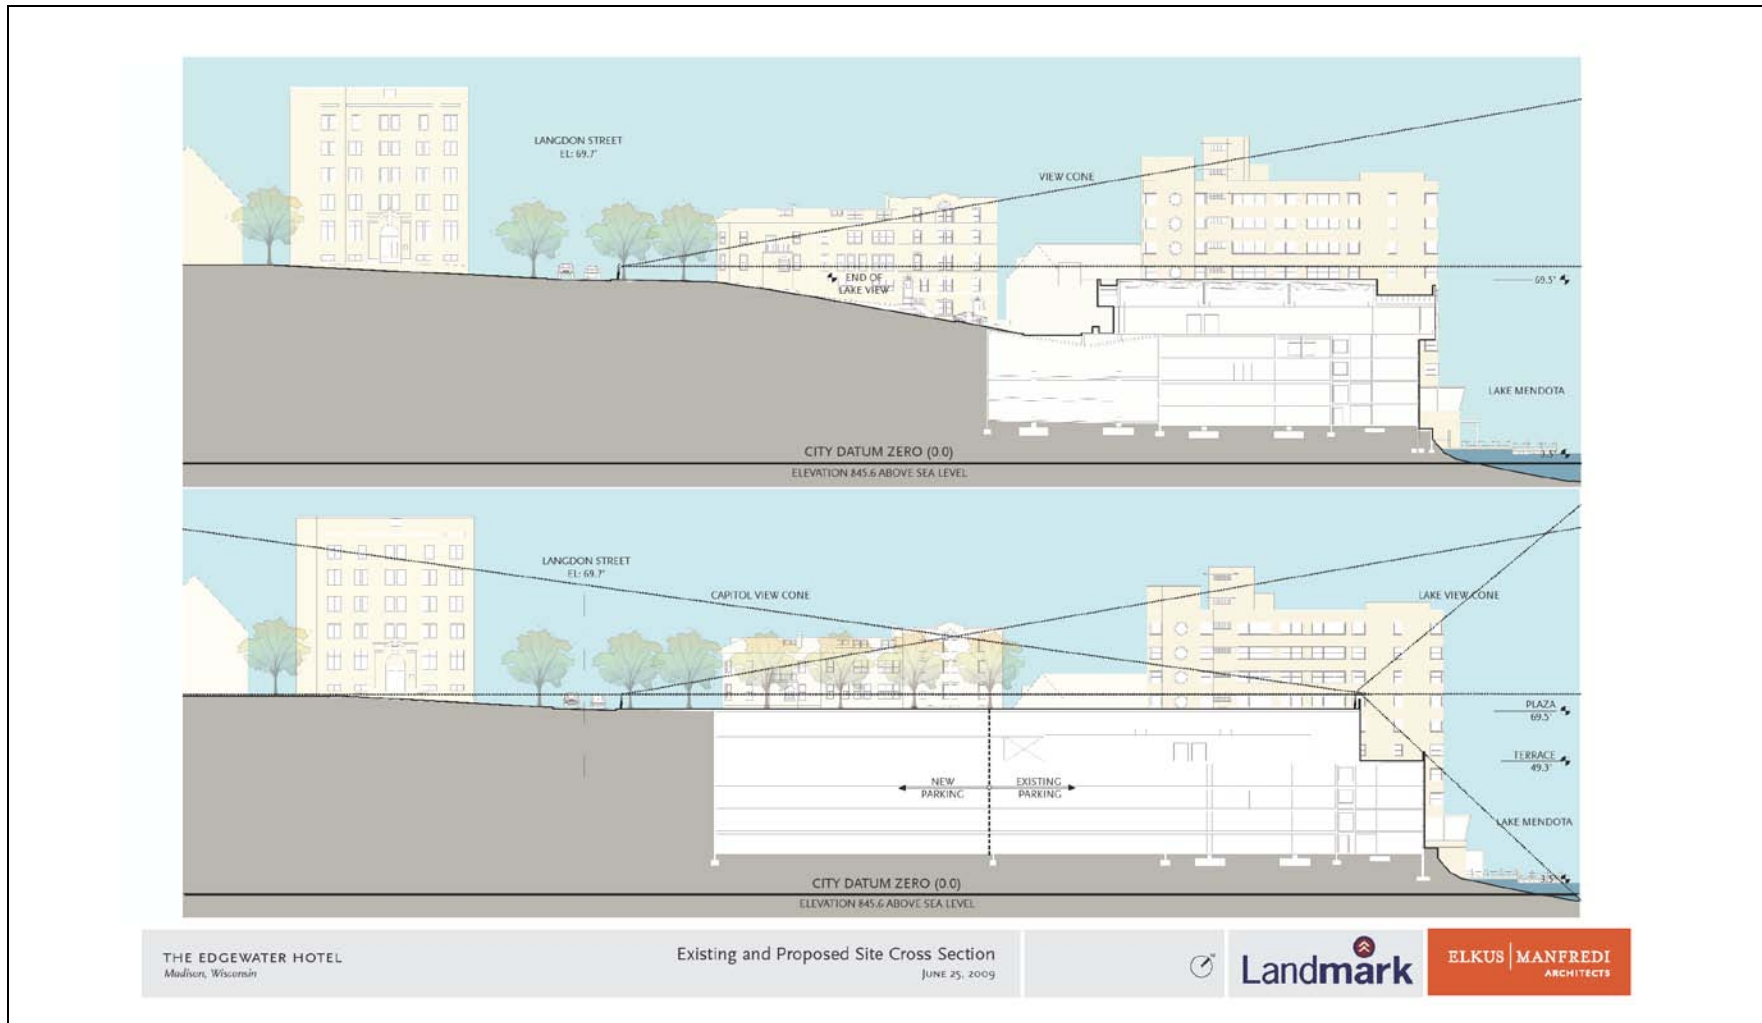 LANGDON STREET
EL: 69.7'
VIEW CONE
END OF
LAKE VIEW
69.5'
LAKE MENDOTA
3.5'
CITY DATUM ZERO (0.0)
ELEVATION 845.6 ABOVE SEA LEVEL
LANGDON STREET
EL: 69.7'
CAPITOL VIEW CONE
LAKE VIEW CONE
PLAZA
69.5'
TERRACE
49.3'
NEW
PARKING
EXISTING
PARKING
LAKE MENDOTA
3.5'
CITY DATUM ZERO (0.0)
ELEVATION 845.6 ABOVE SEA LEVEL
THE EDGEWATER HOTEL
Madison, Wisconsin
Existing and Proposed Site Cross Section
JUNE 25, 2009
Landmark
ELKUS | MANFREDI
ARCHITECTS